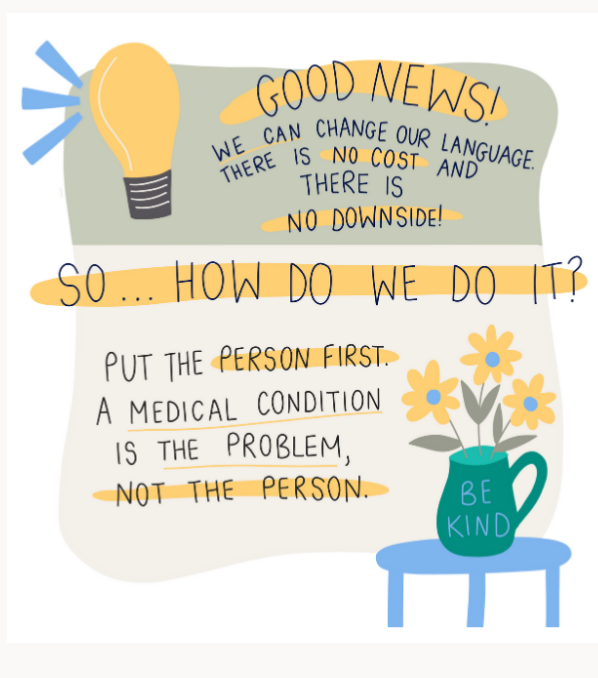 GOOD NEWS!
WE CAN CHANGE OUR LANGUAGE.
THERE IS NO COST AND
THERE IS
NO DOWNSIDE!
SO... HOW DO WE DO IT?
PUT THE PERSON FIRST.
A MEDICAL CONDITION
IS THE PROBLEM,
NOT THE PERSON.
BE
KIND